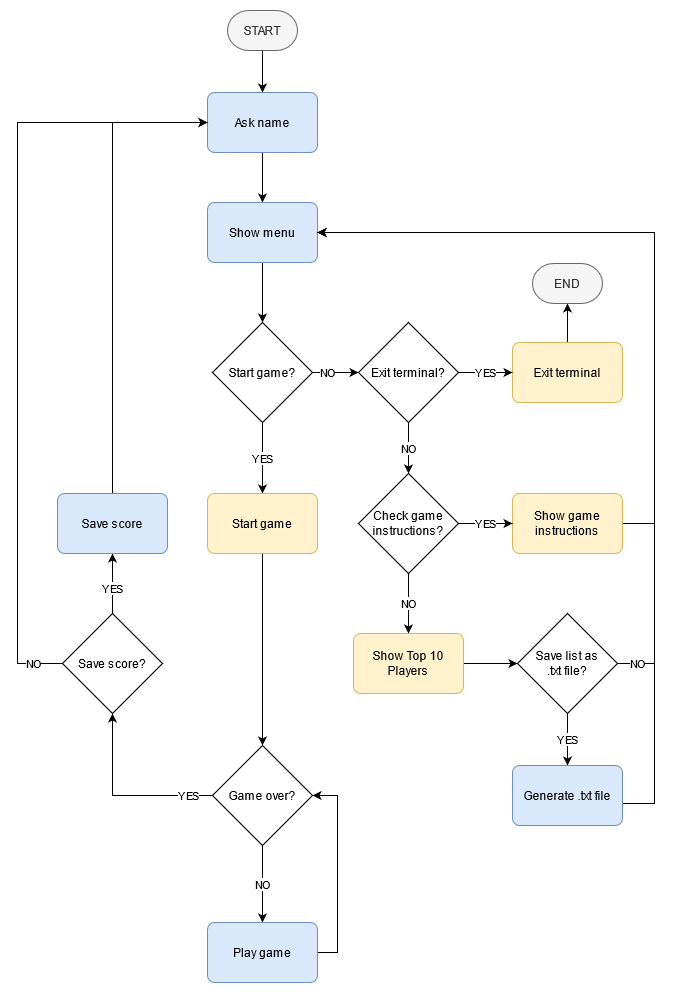 START
Ask name
Show menu
END
Start game?
NO
Exit terminal?
YES
Exit terminal
YES
NO
Save score
Start game
Check game
instructions?
YES
Show game
instructions
YES
NO
NO
Save score?
Show Top 10
Players
Save list as
.txt file?
NO
YES
Generate .txt file
YES
Game over?
NO
Play game